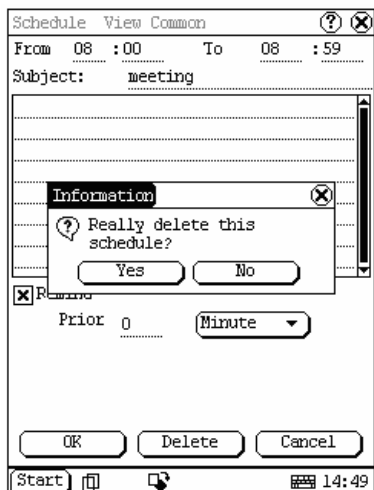 Schedule View Common
From 08 :00 To 08 :59
Subject: meeting
Information
Really delete this
schedule?
Yes No
Remind
Prior 0 Minute
OK Delete Cancel
Start 14:49